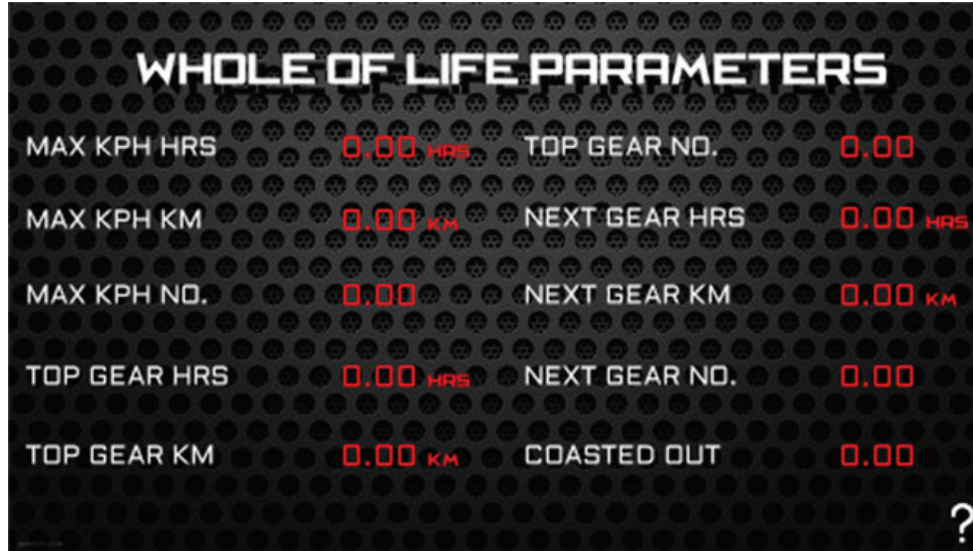 WHOLE OF LIFE PARAMETERS
MAX KPH HRS 0.00 HRS
MAX KPH KM 0.00 KM
MAX KPH NO. 0.00
TOP GEAR HRS 0.00 HRS
TOP GEAR KM 0.00 KM
TOP GEAR NO. 0.00
NEXT GEAR HRS 0.00 HRS
NEXT GEAR KM 0.00 KM
NEXT GEAR NO. 0.00
COASTED OUT 0.00
?